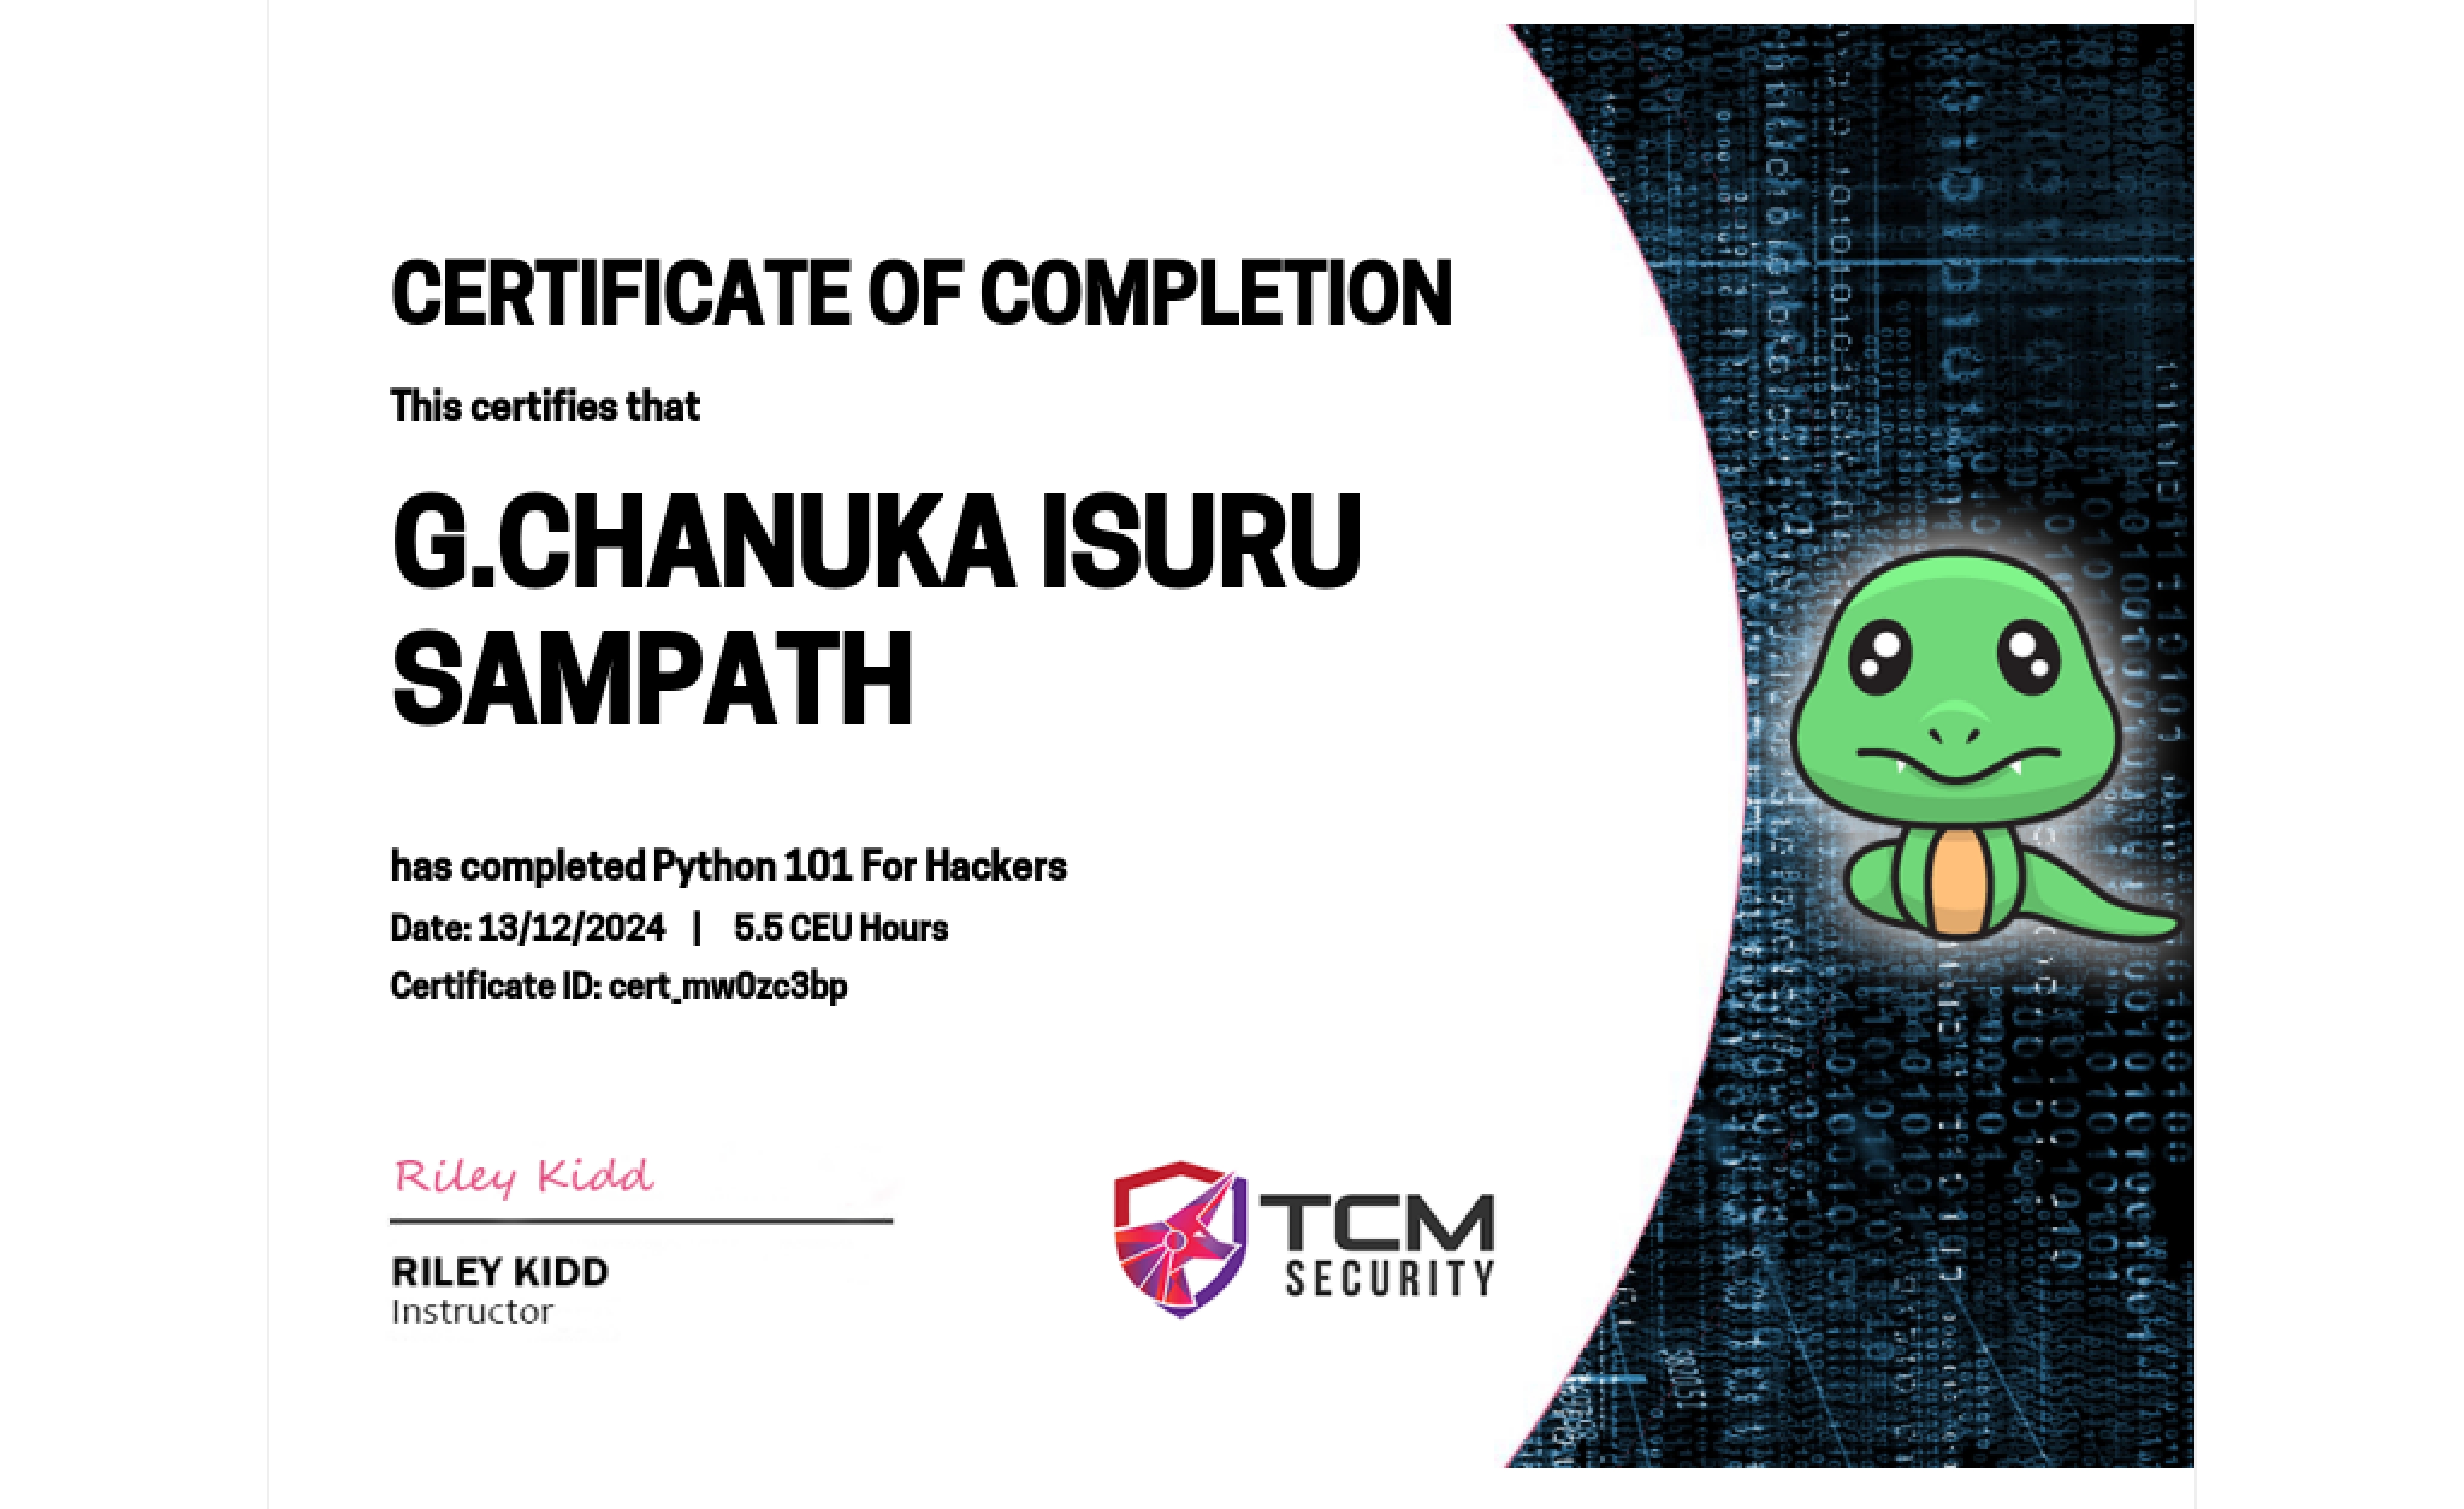 CERTIFICATE OF COMPLETION
This certifies that
G.CHANUKA ISURU
SAMPATH
has completed Python 101 For Hackers
Date: 13/12/2024 | 5.5 CEU Hours
Certificate ID: cert_mw0zc3bp
Riley Kidd
RILEY KIDD
Instructor
TCM
SECURITY